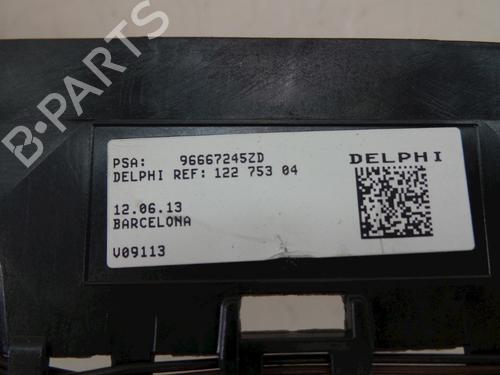 B-Parts
PSA: 96667245ZD
DELPHI
DELPHI REF: 122 753 04
12.06.13
BARCELONA
V09113